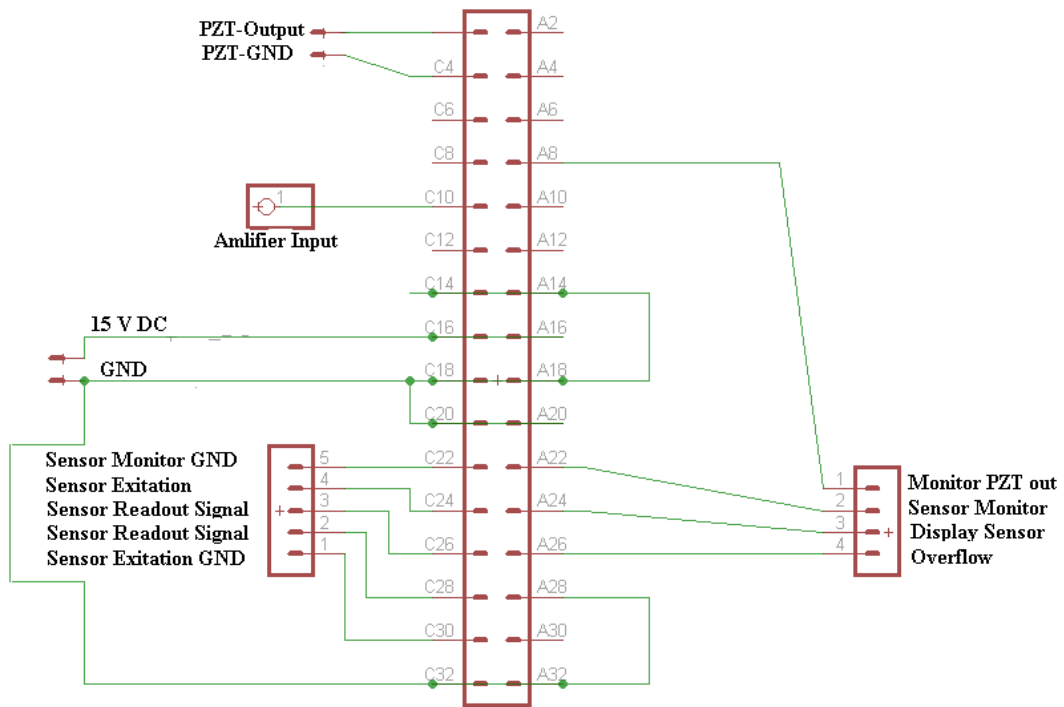 PZT-Output
A2
PZT-GND
C4
A4
C6
A6
C8
A8
1
C10
A10
Amlifier Input
C12
A12
C14
A14
15 V DC
C16
A16
GND
C18
A18
C20
A20
Sensor Monitor GND
5
C22
A22
Sensor Exitation
4
Sensor Readout Signal
3
C24
A24
Sensor Readout Signal
2
Sensor Exitation GND
1
C26
A26
1
Monitor PZT out
2
Sensor Monitor
3
Display Sensor
4
Overflow
C28
A28
C30
A30
C32
A32